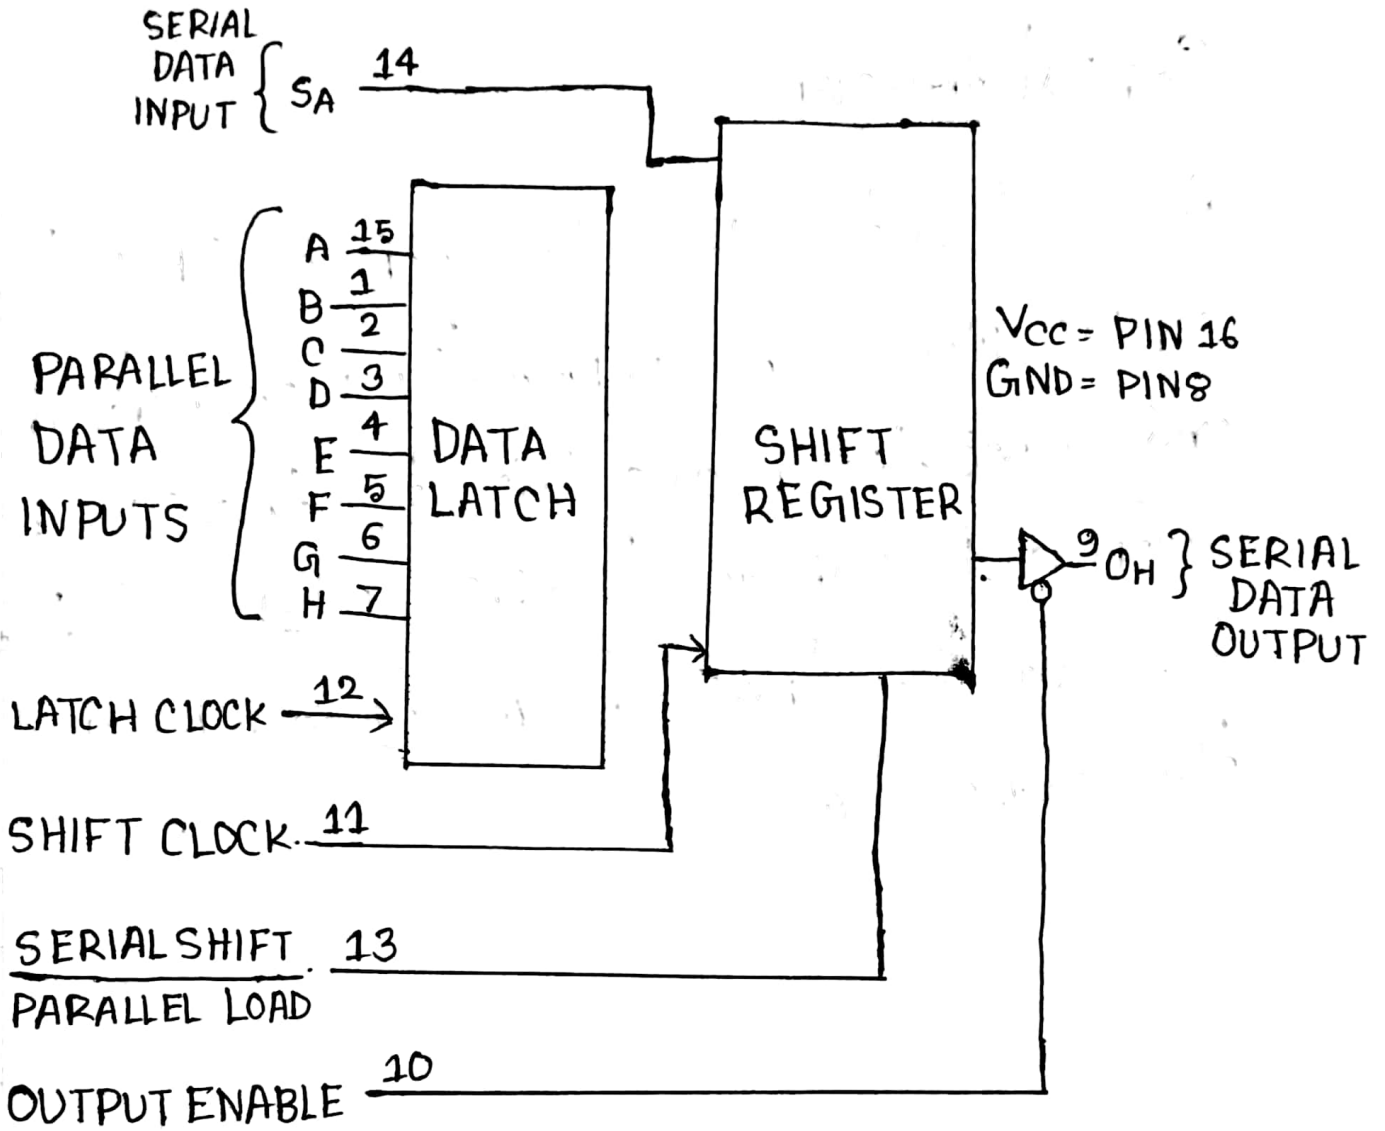 SERIAL
DATA
INPUT
SA 14
A 15
B 1
C 2
D 3
E 4
F 5
G 6
H 7
PARALLEL
DATA
INPUTS
DATA
LATCH
SHIFT
REGISTER
VCC = PIN 16
GND = PIN8
9 OH
SERIAL
DATA
OUTPUT
LATCH CLOCK 12
SHIFT CLOCK 11
SERIAL SHIFT 13
PARALLEL LOAD
OUTPUT ENABLE 10